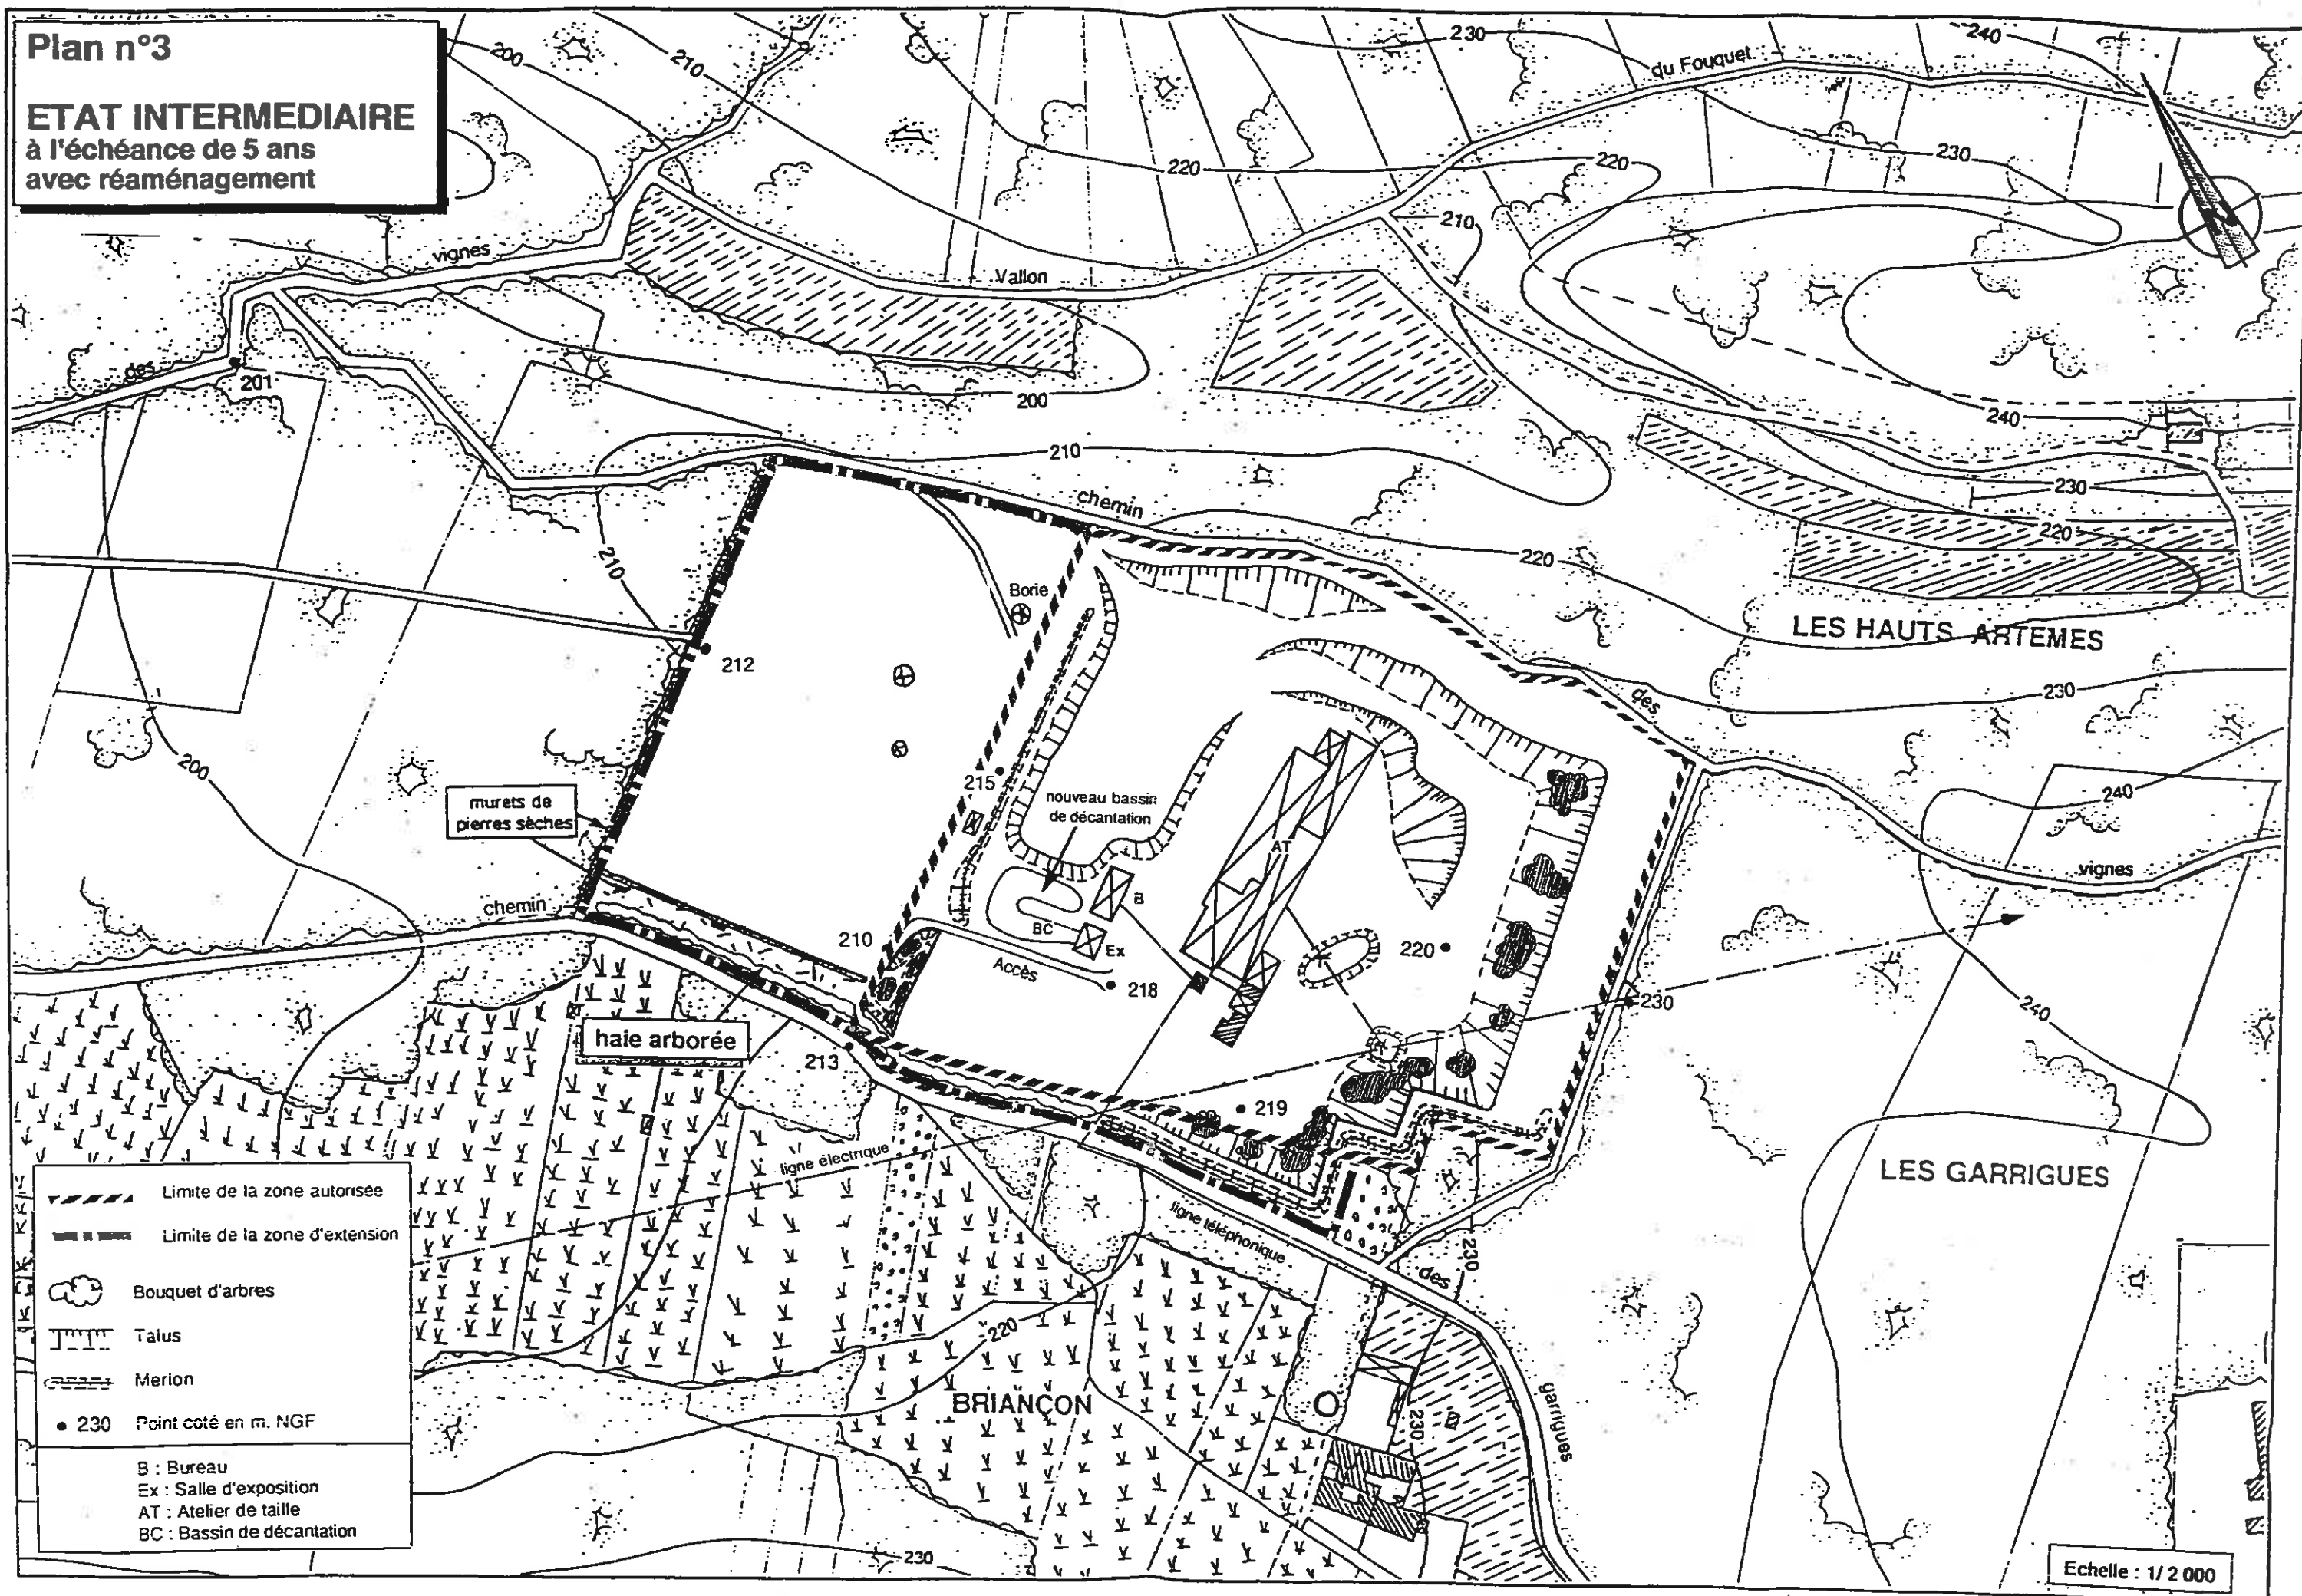 Plan n°3
ETAT INTERMEDIAIRE
à l'échéance de 5 ans
avec réaménagement
200
210
230
240
du Fouquet
220
220
230
210
vignes
Vallon
des
201
200
240
210
230
chemin
220
220
210
Borie
LES HAUTS ARTEMES
212
230
des
200
215
murets de
pierres sèches
nouveau bassin
de décantation
240
AT
vignes
B
chemin
BC
210
Ex
220
Accès
218
230
240
haie arborée
213
219
ligne électrique
230
LES GARRIGUES
ligne téléphonique
230
des
220
BRIANÇON
230
garrigues
230
Limite de la zone autorisée
Limite de la zone d'extension
Bouquet d'arbres
Talus
Merlon
230 Point coté en m. NGF
B : Bureau
Ex : Salle d'exposition
AT : Atelier de taille
BC : Bassin de décantation
Echelle : 1/ 2 000